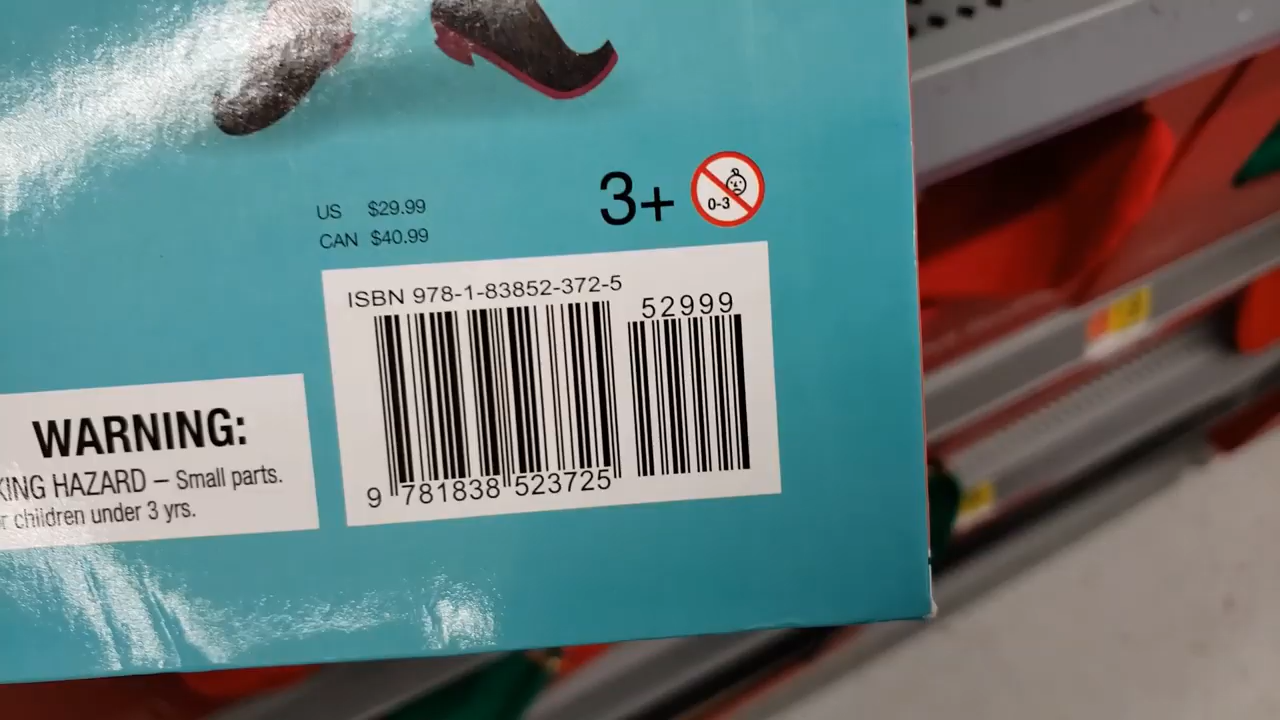 US $29.99
CAN $40.99
3+
0-3
ISBN 978-1-83852-372-5
52999
9 781838 523725
WARNING:
HAZARD – Small parts.
children under 3 yrs.